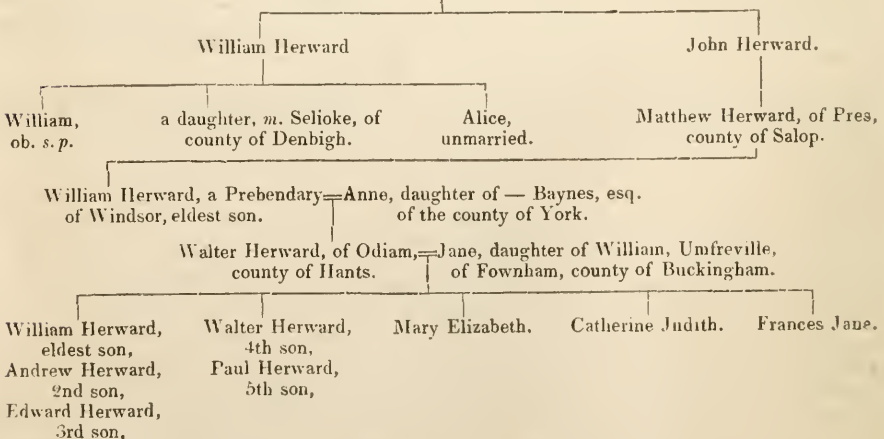 William Herward
John Herward.
William,
ob. s. p.
a daughter, m. Selioke, of
county of Denbigh.
Alice,
unmarried.
Matthew Herward, of Pres,
county of Salop.
William Herward, a Prebendary=Anne, daughter of — Baynes, esq.
of Windsor, eldest son.
of the county of York.
Walter Herward, of Odiam,=Jane, daughter of William, Umfreville,
county of Hants.
of Fownham, county of Buckingham.
William Herward,
eldest son,
Andrew Herward,
2nd son,
Edward Herward,
3rd son,
Walter Herward,
4th son,
Paul Herward,
5th son,
Mary Elizabeth.
Catherine Judith.
Frances Jane.